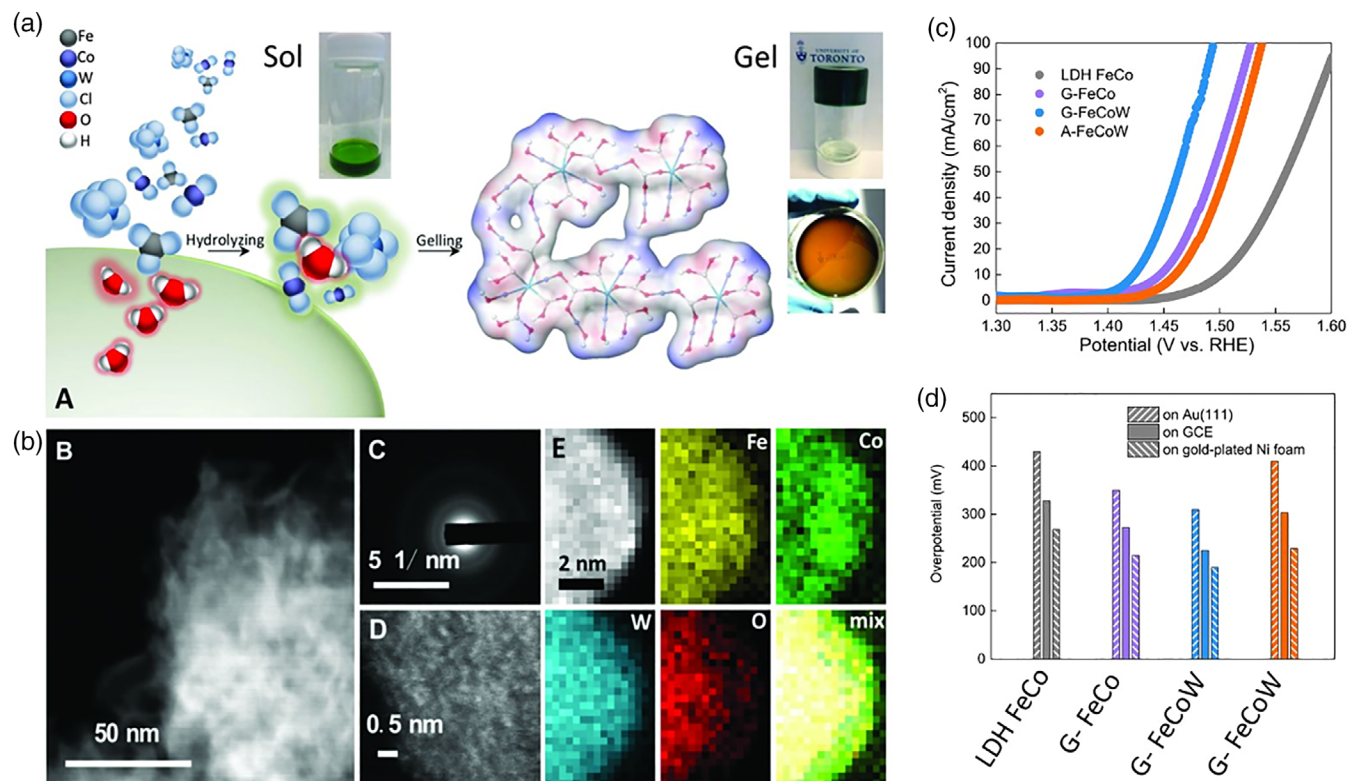 (a)
Fe
Co
W
Cl
O
H
Sol
Gel
UNIVERSITY OF
TORONTO
Hydrolyzing
Gelling
A
(b)
B
50 nm
C
5 1/ nm
D
0.5 nm
E
2 nm
Fe
Co
W
O
mix
(c)
Current density (mA/cm²)
100
90
80
70
60
50
40
30
20
10
0
LDH FeCo
G-FeCo
G-FeCoW
A-FeCoW
1.30 1.35 1.40 1.45 1.50 1.55 1.60
Potential (V vs. RHE)
(d)
Overpotential (mV)
500
400
300
200
100
0
on Au(111)
on GCE
on gold-plated Ni foam
LDH FeCo
G- FeCo
G- FeCoW
G- FeCoW